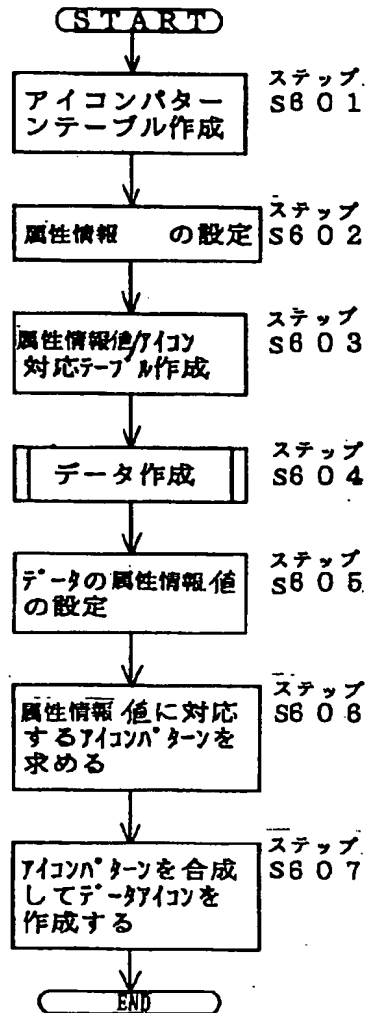 START
アイコンパター
ンテーブル作成
ステップ
S601
属性情報　の設定
ステップ
S602
属性情報値/アイコン
対応テーブル作成
ステップ
S603
データ作成
ステップ
S604
データの属性情報値
の設定
ステップ
S605
属性情報値に対応
するアイコンパターンを
求める
ステップ
S606
アイコンパターンを合成
してデータアイコンを
作成する
ステップ
S607
END